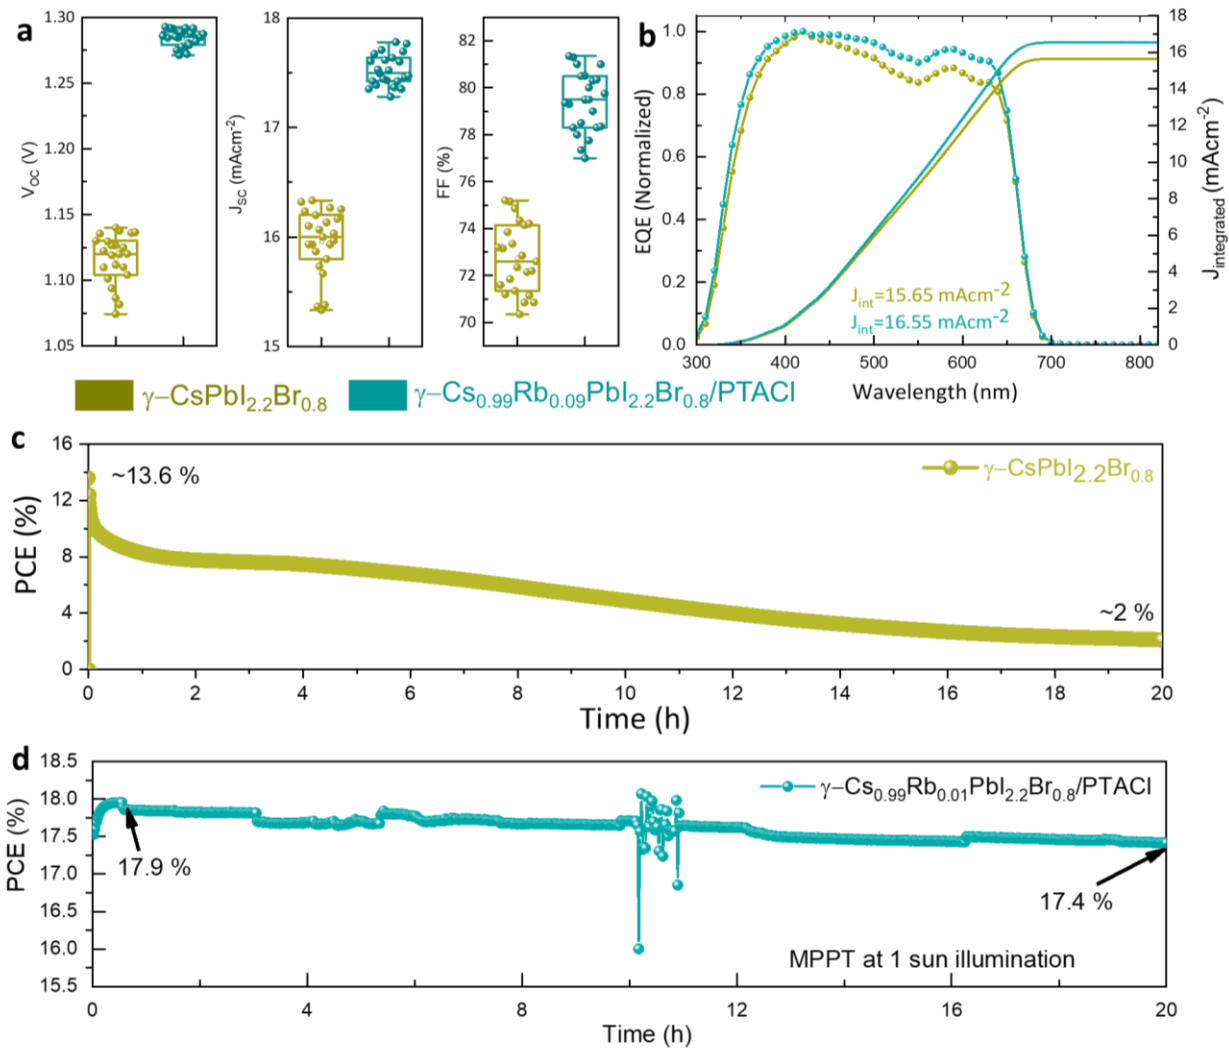 a
1.30
1.25
1.20
1.15
1.10
1.05
V_OC (V)
18
17
16
15
J_SC (mAcm⁻²)
82
80
78
76
74
72
70
FF (%)
b
1.0
0.8
0.6
0.4
0.2
0.0
EQE (Normalized)
18
16
14
12
10
8
6
4
2
0
J_integrated (mAcm⁻²)
J_int=15.65 mAcm⁻²
J_int=16.55 mAcm⁻²
300 400 500 600 700 800
Wavelength (nm)
γ–CsPbI₂.₂Br₀.₈
γ–Cs₀.₉₉Rb₀.₀₉PbI₂.₂Br₀.₈/PTACl
c
16
12
8
4
0
PCE (%)
~13.6 %
γ–CsPbI₂.₂Br₀.₈
~2 %
0 2 4 6 8 10 12 14 16 18 20
Time (h)
d
18.5
18.0
17.5
17.0
16.5
16.0
15.5
PCE (%)
γ–Cs₀.₉₉Rb₀.₀₁PbI₂.₂Br₀.₈/PTACl
17.9 %
17.4 %
MPPT at 1 sun illumination
0 4 8 12 16 20
Time (h)